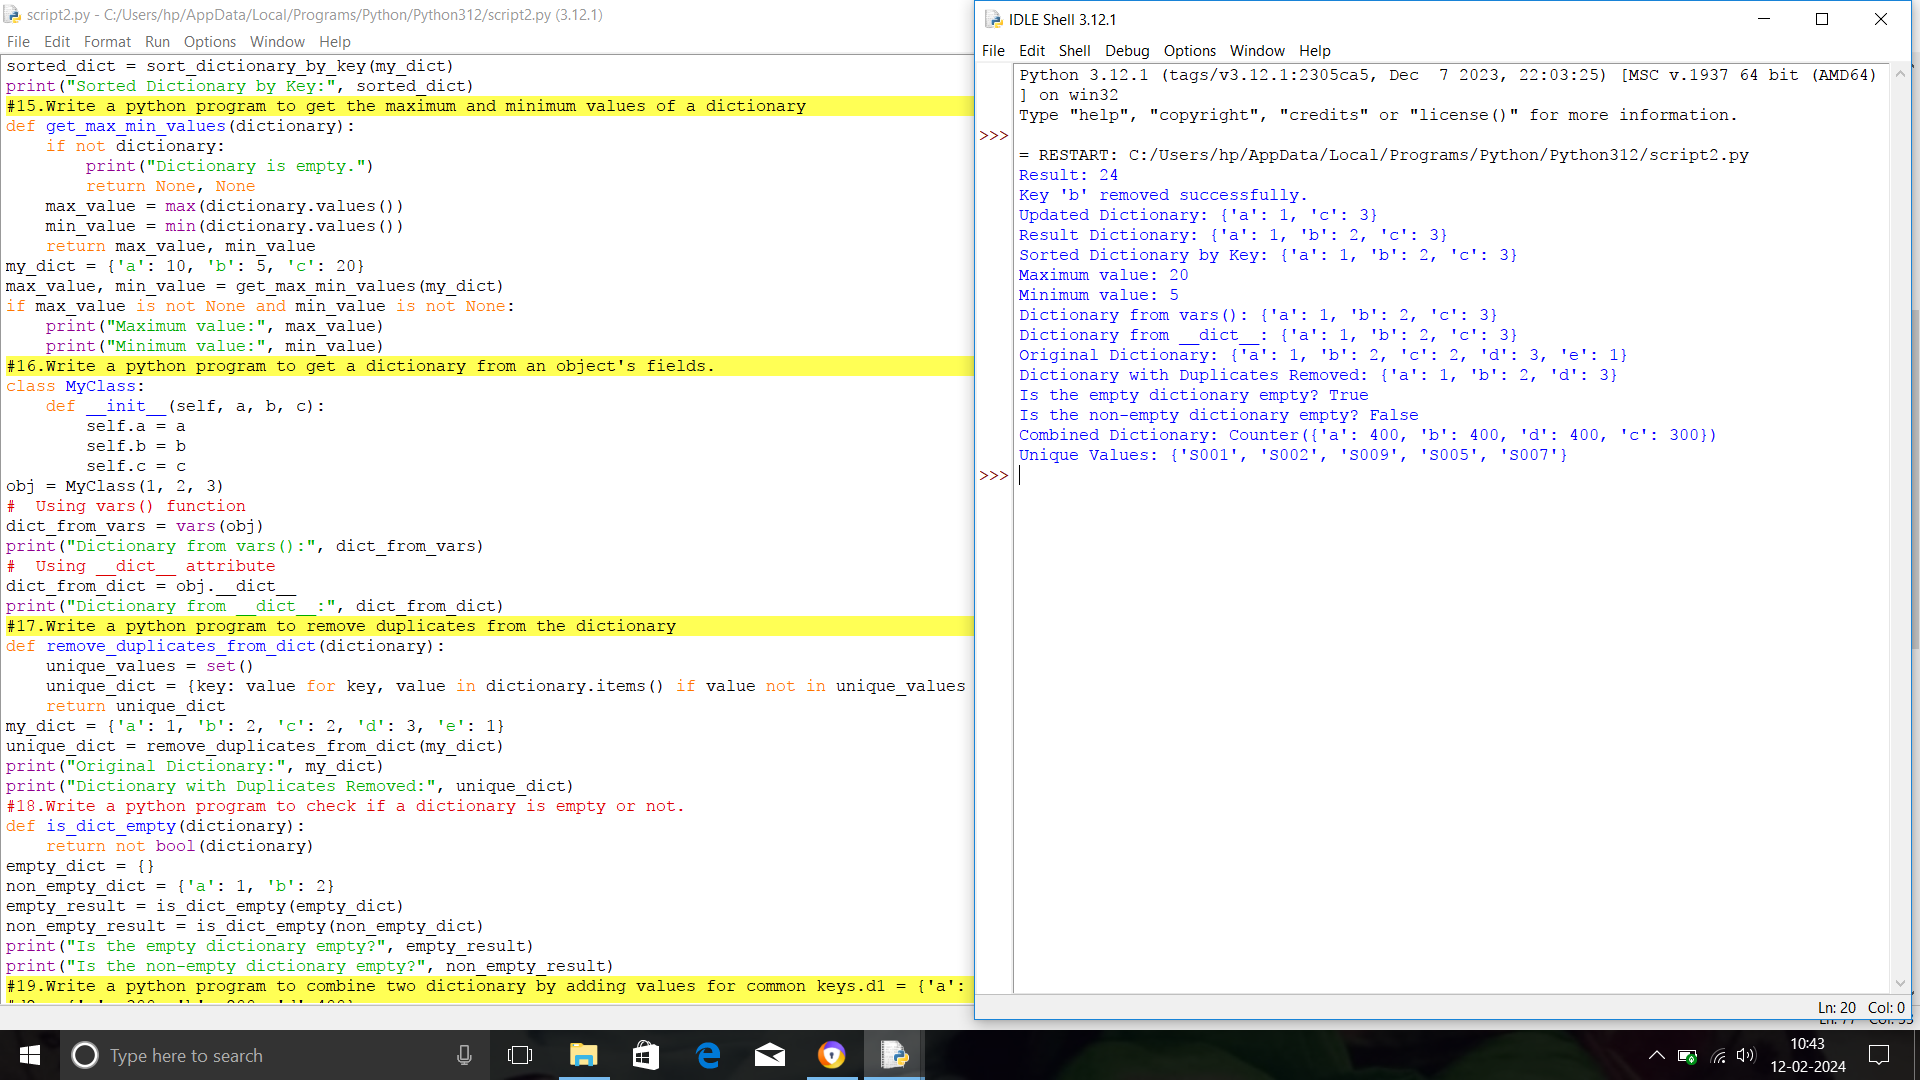 script2.py - C:/Users/hp/AppData/Local/Programs/Python/Python312/script2.py (3.12.1)
File Edit Format Run Options Window Help
sorted_dict = sort_dictionary_by_key(my_dict)
print("Sorted Dictionary by Key:", sorted_dict)
#15.Write a python program to get the maximum and minimum values of a dictionary
def get_max_min_values(dictionary):
    if not dictionary:
        print("Dictionary is empty.")
        return None, None
    max_value = max(dictionary.values())
    min_value = min(dictionary.values())
    return max_value, min_value
my_dict = {'a': 10, 'b': 5, 'c': 20}
max_value, min_value = get_max_min_values(my_dict)
if max_value is not None and min_value is not None:
    print("Maximum value:", max_value)
    print("Minimum value:", min_value)
#16.Write a python program to get a dictionary from an object's fields.
class MyClass:
    def __init__(self, a, b, c):
        self.a = a
        self.b = b
        self.c = c
obj = MyClass(1, 2, 3)
#  Using vars() function
dict_from_vars = vars(obj)
print("Dictionary from vars():", dict_from_vars)
#  Using __dict__ attribute
dict_from_dict = obj.__dict__
print("Dictionary from __dict__:", dict_from_dict)
#17.Write a python program to remove duplicates from the dictionary
def remove_duplicates_from_dict(dictionary):
    unique_values = set()
    unique_dict = {key: value for key, value in dictionary.items() if value not in unique_values
    return unique_dict
my_dict = {'a': 1, 'b': 2, 'c': 2, 'd': 3, 'e': 1}
unique_dict = remove_duplicates_from_dict(my_dict)
print("Original Dictionary:", my_dict)
print("Dictionary with Duplicates Removed:", unique_dict)
#18.Write a python program to check if a dictionary is empty or not.
def is_dict_empty(dictionary):
    return not bool(dictionary)
empty_dict = {}
non_empty_dict = {'a': 1, 'b': 2}
empty_result = is_dict_empty(empty_dict)
non_empty_result = is_dict_empty(non_empty_dict)
print("Is the empty dictionary empty?", empty_result)
print("Is the non-empty dictionary empty?", non_empty_result)
#19.Write a python program to combine two dictionary by adding values for common keys.d1 = {'a':
IDLE Shell 3.12.1
File Edit Shell Debug Options Window Help
Python 3.12.1 (tags/v3.12.1:2305ca5, Dec  7 2023, 22:03:25) [MSC v.1937 64 bit (AMD64)
] on win32
Type "help", "copyright", "credits" or "license()" for more information.
>>>
= RESTART: C:/Users/hp/AppData/Local/Programs/Python/Python312/script2.py
Result: 24
Key 'b' removed successfully.
Updated Dictionary: {'a': 1, 'c': 3}
Result Dictionary: {'a': 1, 'b': 2, 'c': 3}
Sorted Dictionary by Key: {'a': 1, 'b': 2, 'c': 3}
Maximum value: 20
Minimum value: 5
Dictionary from vars(): {'a': 1, 'b': 2, 'c': 3}
Dictionary from __dict__: {'a': 1, 'b': 2, 'c': 3}
Original Dictionary: {'a': 1, 'b': 2, 'c': 2, 'd': 3, 'e': 1}
Dictionary with Duplicates Removed: {'a': 1, 'b': 2, 'd': 3}
Is the empty dictionary empty? True
Is the non-empty dictionary empty? False
Combined Dictionary: Counter({'a': 400, 'b': 400, 'd': 400, 'c': 300})
Unique Values: {'S001', 'S002', 'S009', 'S005', 'S007'}
>>>
Ln: 20 Col: 0
Type here to search
10:43
12-02-2024